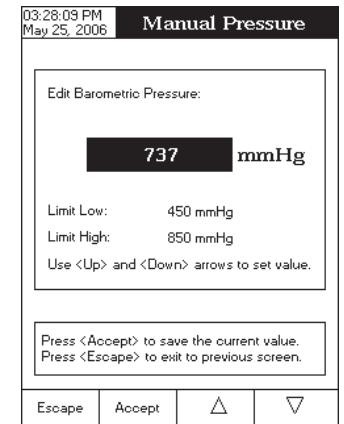 03:28:09 PM
May 25, 2006
Manual Pressure
Edit Barometric Pressure:
737 mmHg
Limit Low: 450 mmHg
Limit High: 850 mmHg
Use <Up> and <Down> arrows to set value.
Press <Accept> to save the current value.
Press <Escape> to exit to previous screen.
Escape Accept